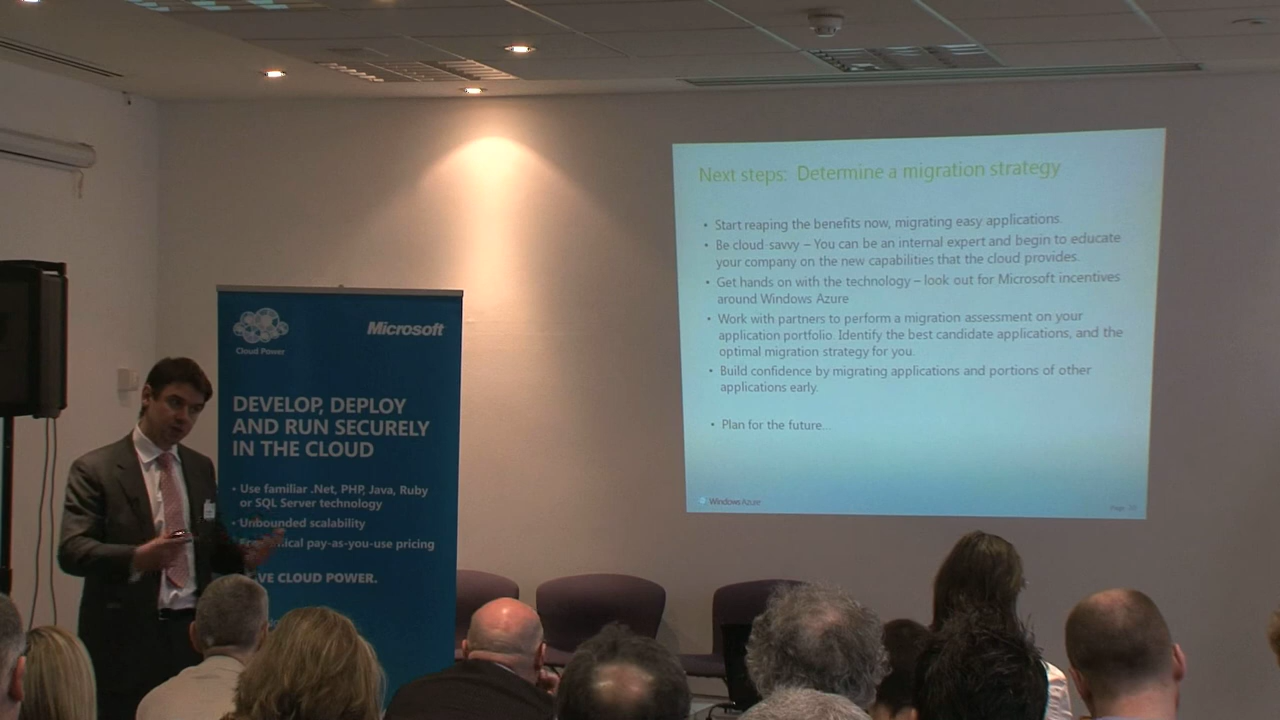 Next steps: Determine a migration strategy
• Start reaping the benefits now, migrating easy applications.
• Be cloud savvy – You can be an internal expert and begin to educate
your company on the new capabilities that the cloud provides.
• Get hands on with the technology – look out for Microsoft incentives
around Windows Azure
• Work with partners to perform a migration assessment on your
application portfolio. Identify the best candidate applications, and the
optimal migration strategy for you.
• Build confidence by migrating applications and portions of other
applications early.
• Plan for the future...
Windows Azure
Page
Cloud Power
Microsoft
DEVELOP, DEPLOY
AND RUN SECURELY
IN THE CLOUD
• Use familiar .Net, PHP, Java, Ruby
or SQL Server technology
• Unbounded scalability
pay-as-you-use pricing
CLOUD POWER.